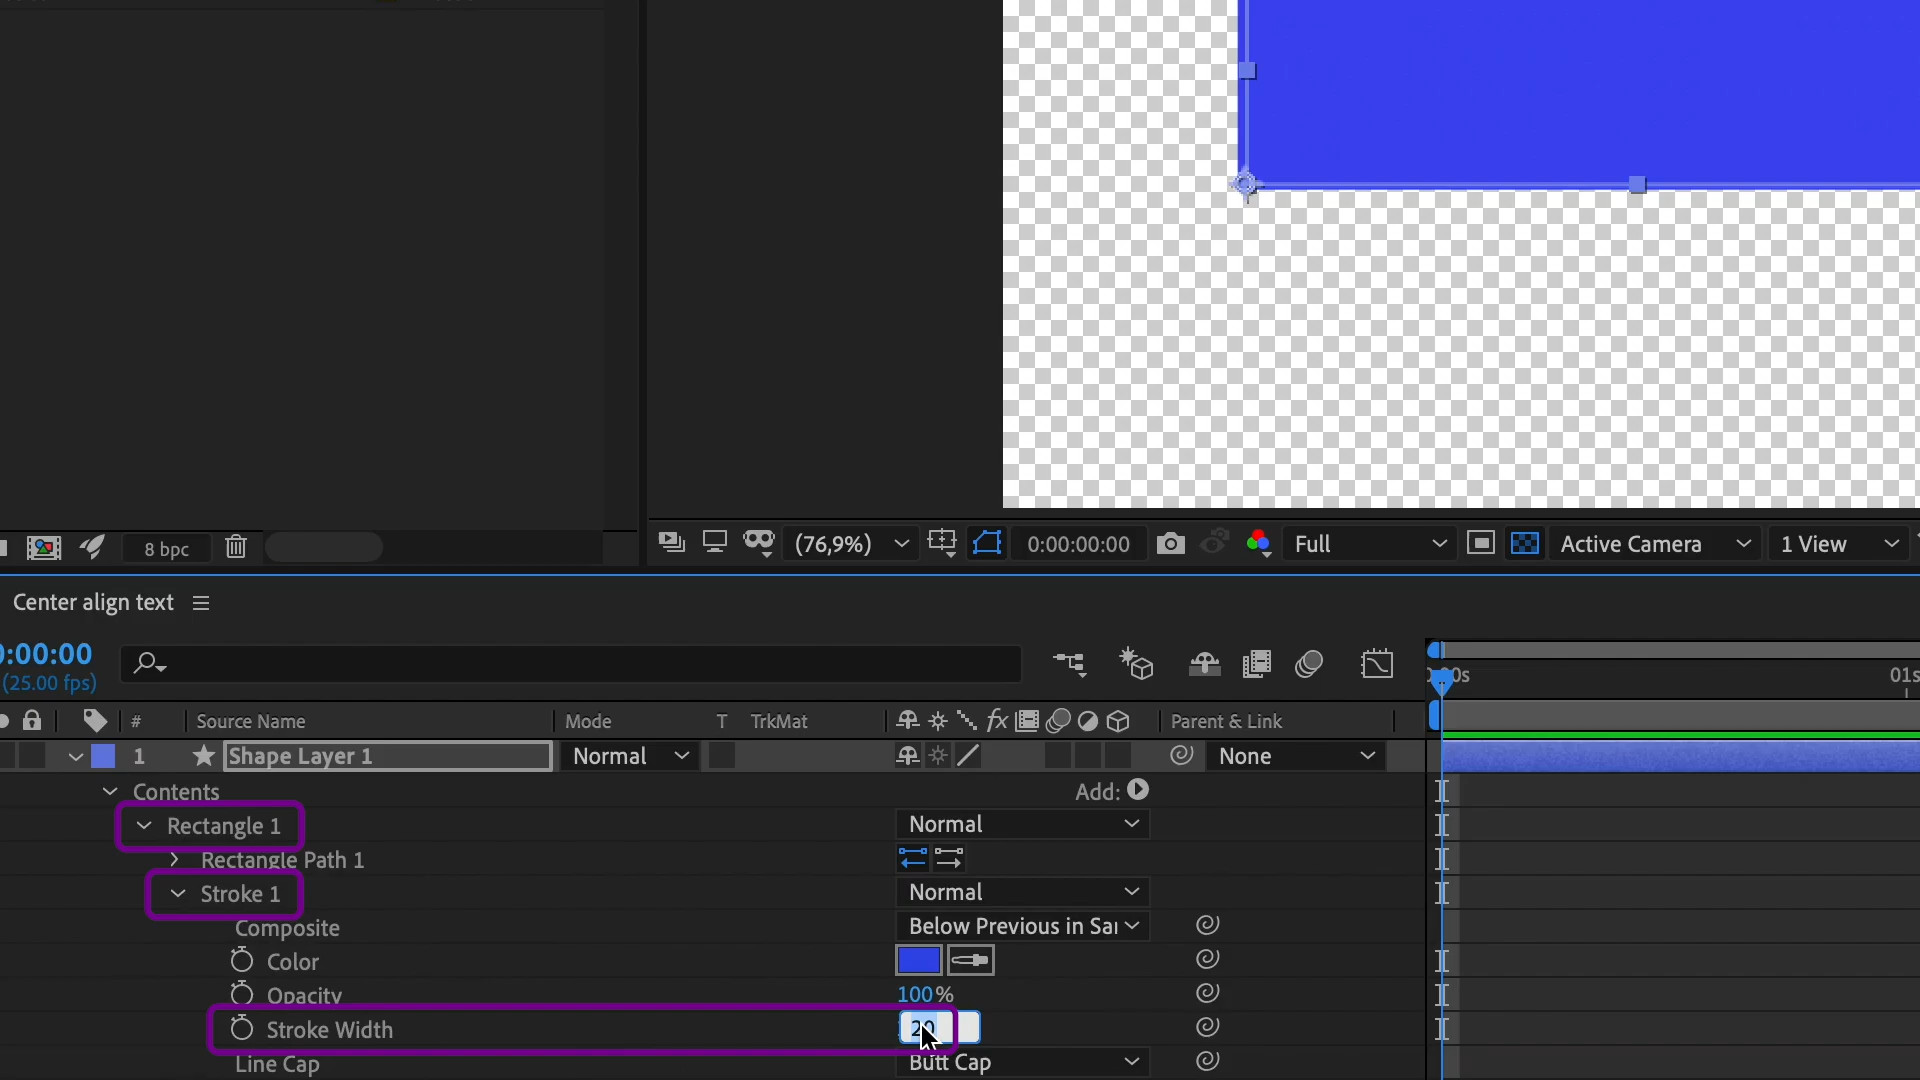 8 bpc
(76,9%)
0:00:00:00
Full
Active Camera
1 View
Center align text
0:00:00
(25.00 fps)
01s
# Source Name Mode T TrkMat Parent & Link
1 Shape Layer 1 Normal None
Contents Add:
Rectangle 1 Normal
Rectangle Path 1
Stroke 1 Normal
Composite Below Previous in Sar
Color
Opacity 100%
Stroke Width 20
Line Cap Butt Cap